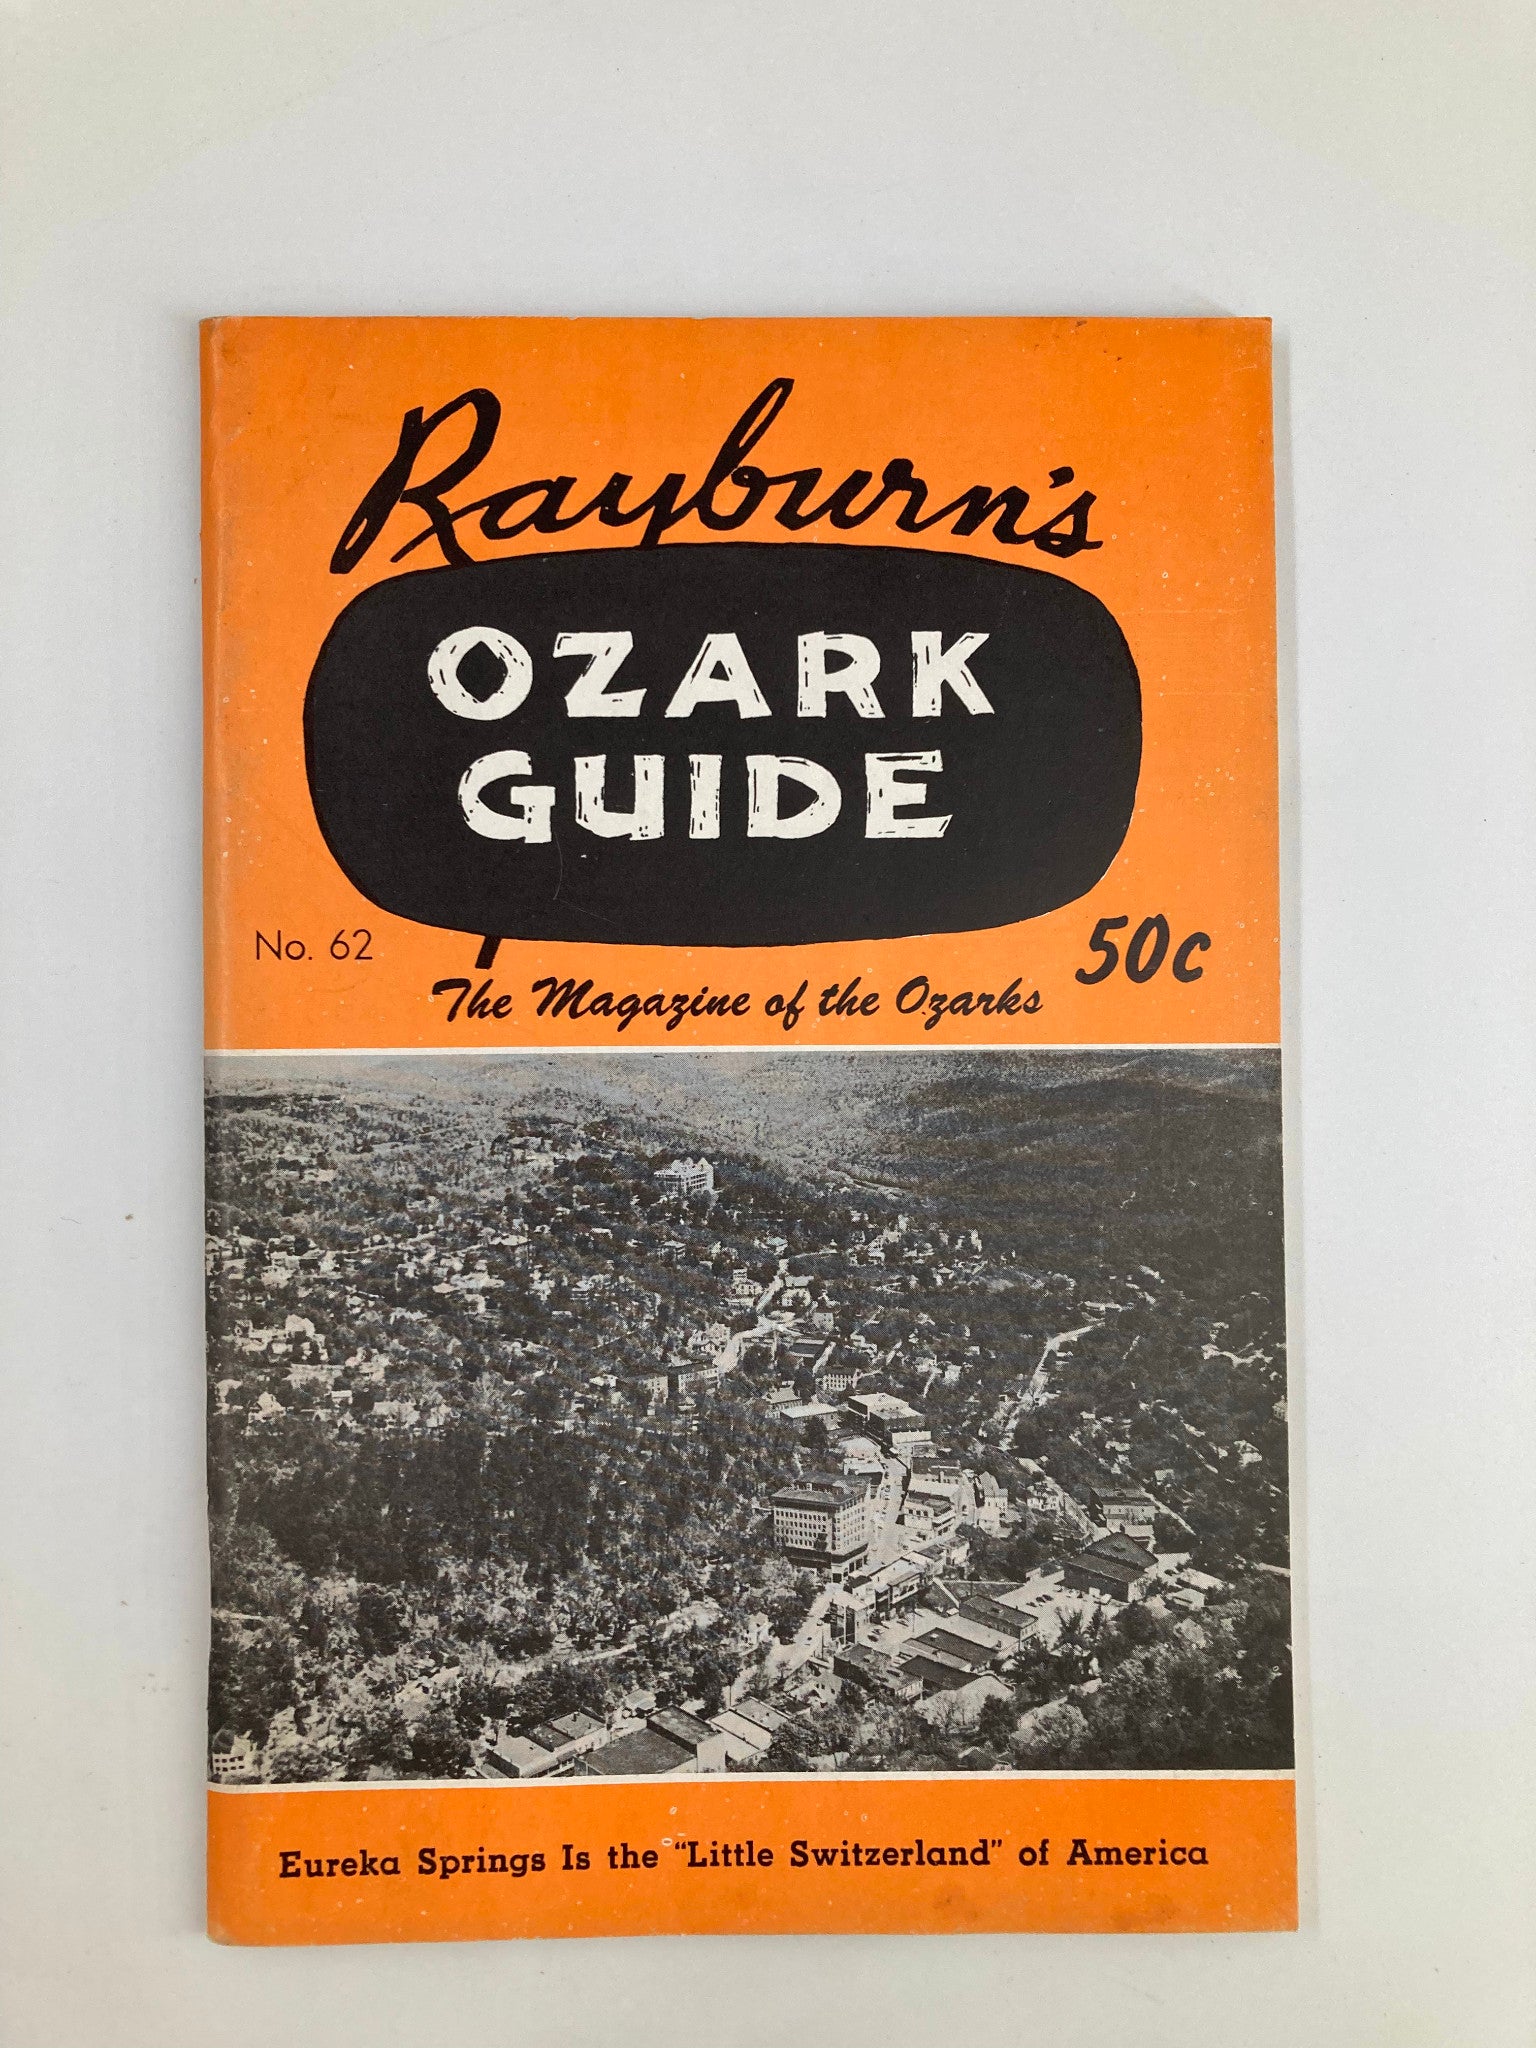 Rayburn's
OZARK
GUIDE
No. 62
50c
The Magazine of the Ozarks
Eureka Springs Is the "Little Switzerland" of America